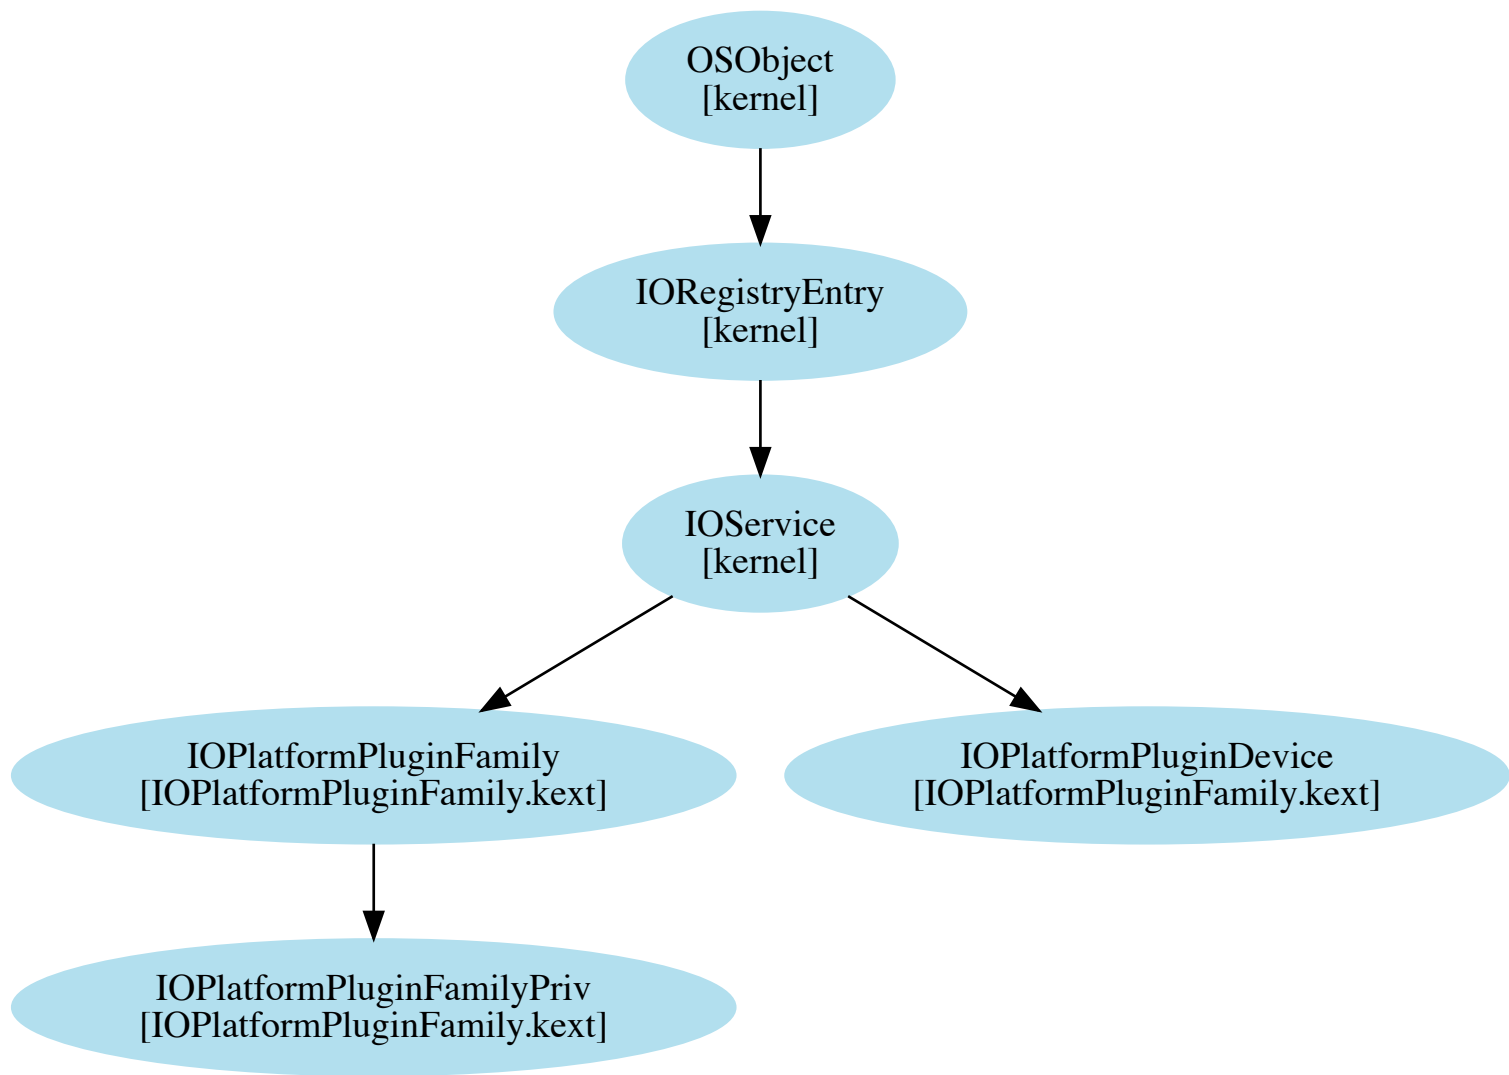 OSObject
[kernel]
IORegistryEntry
[kernel]
IOService
[kernel]
IOPlatformPluginFamily
[IOPlatformPluginFamily.kext]
IOPlatformPluginDevice
[IOPlatformPluginFamily.kext]
IOPlatformPluginFamilyPriv
[IOPlatformPluginFamily.kext]